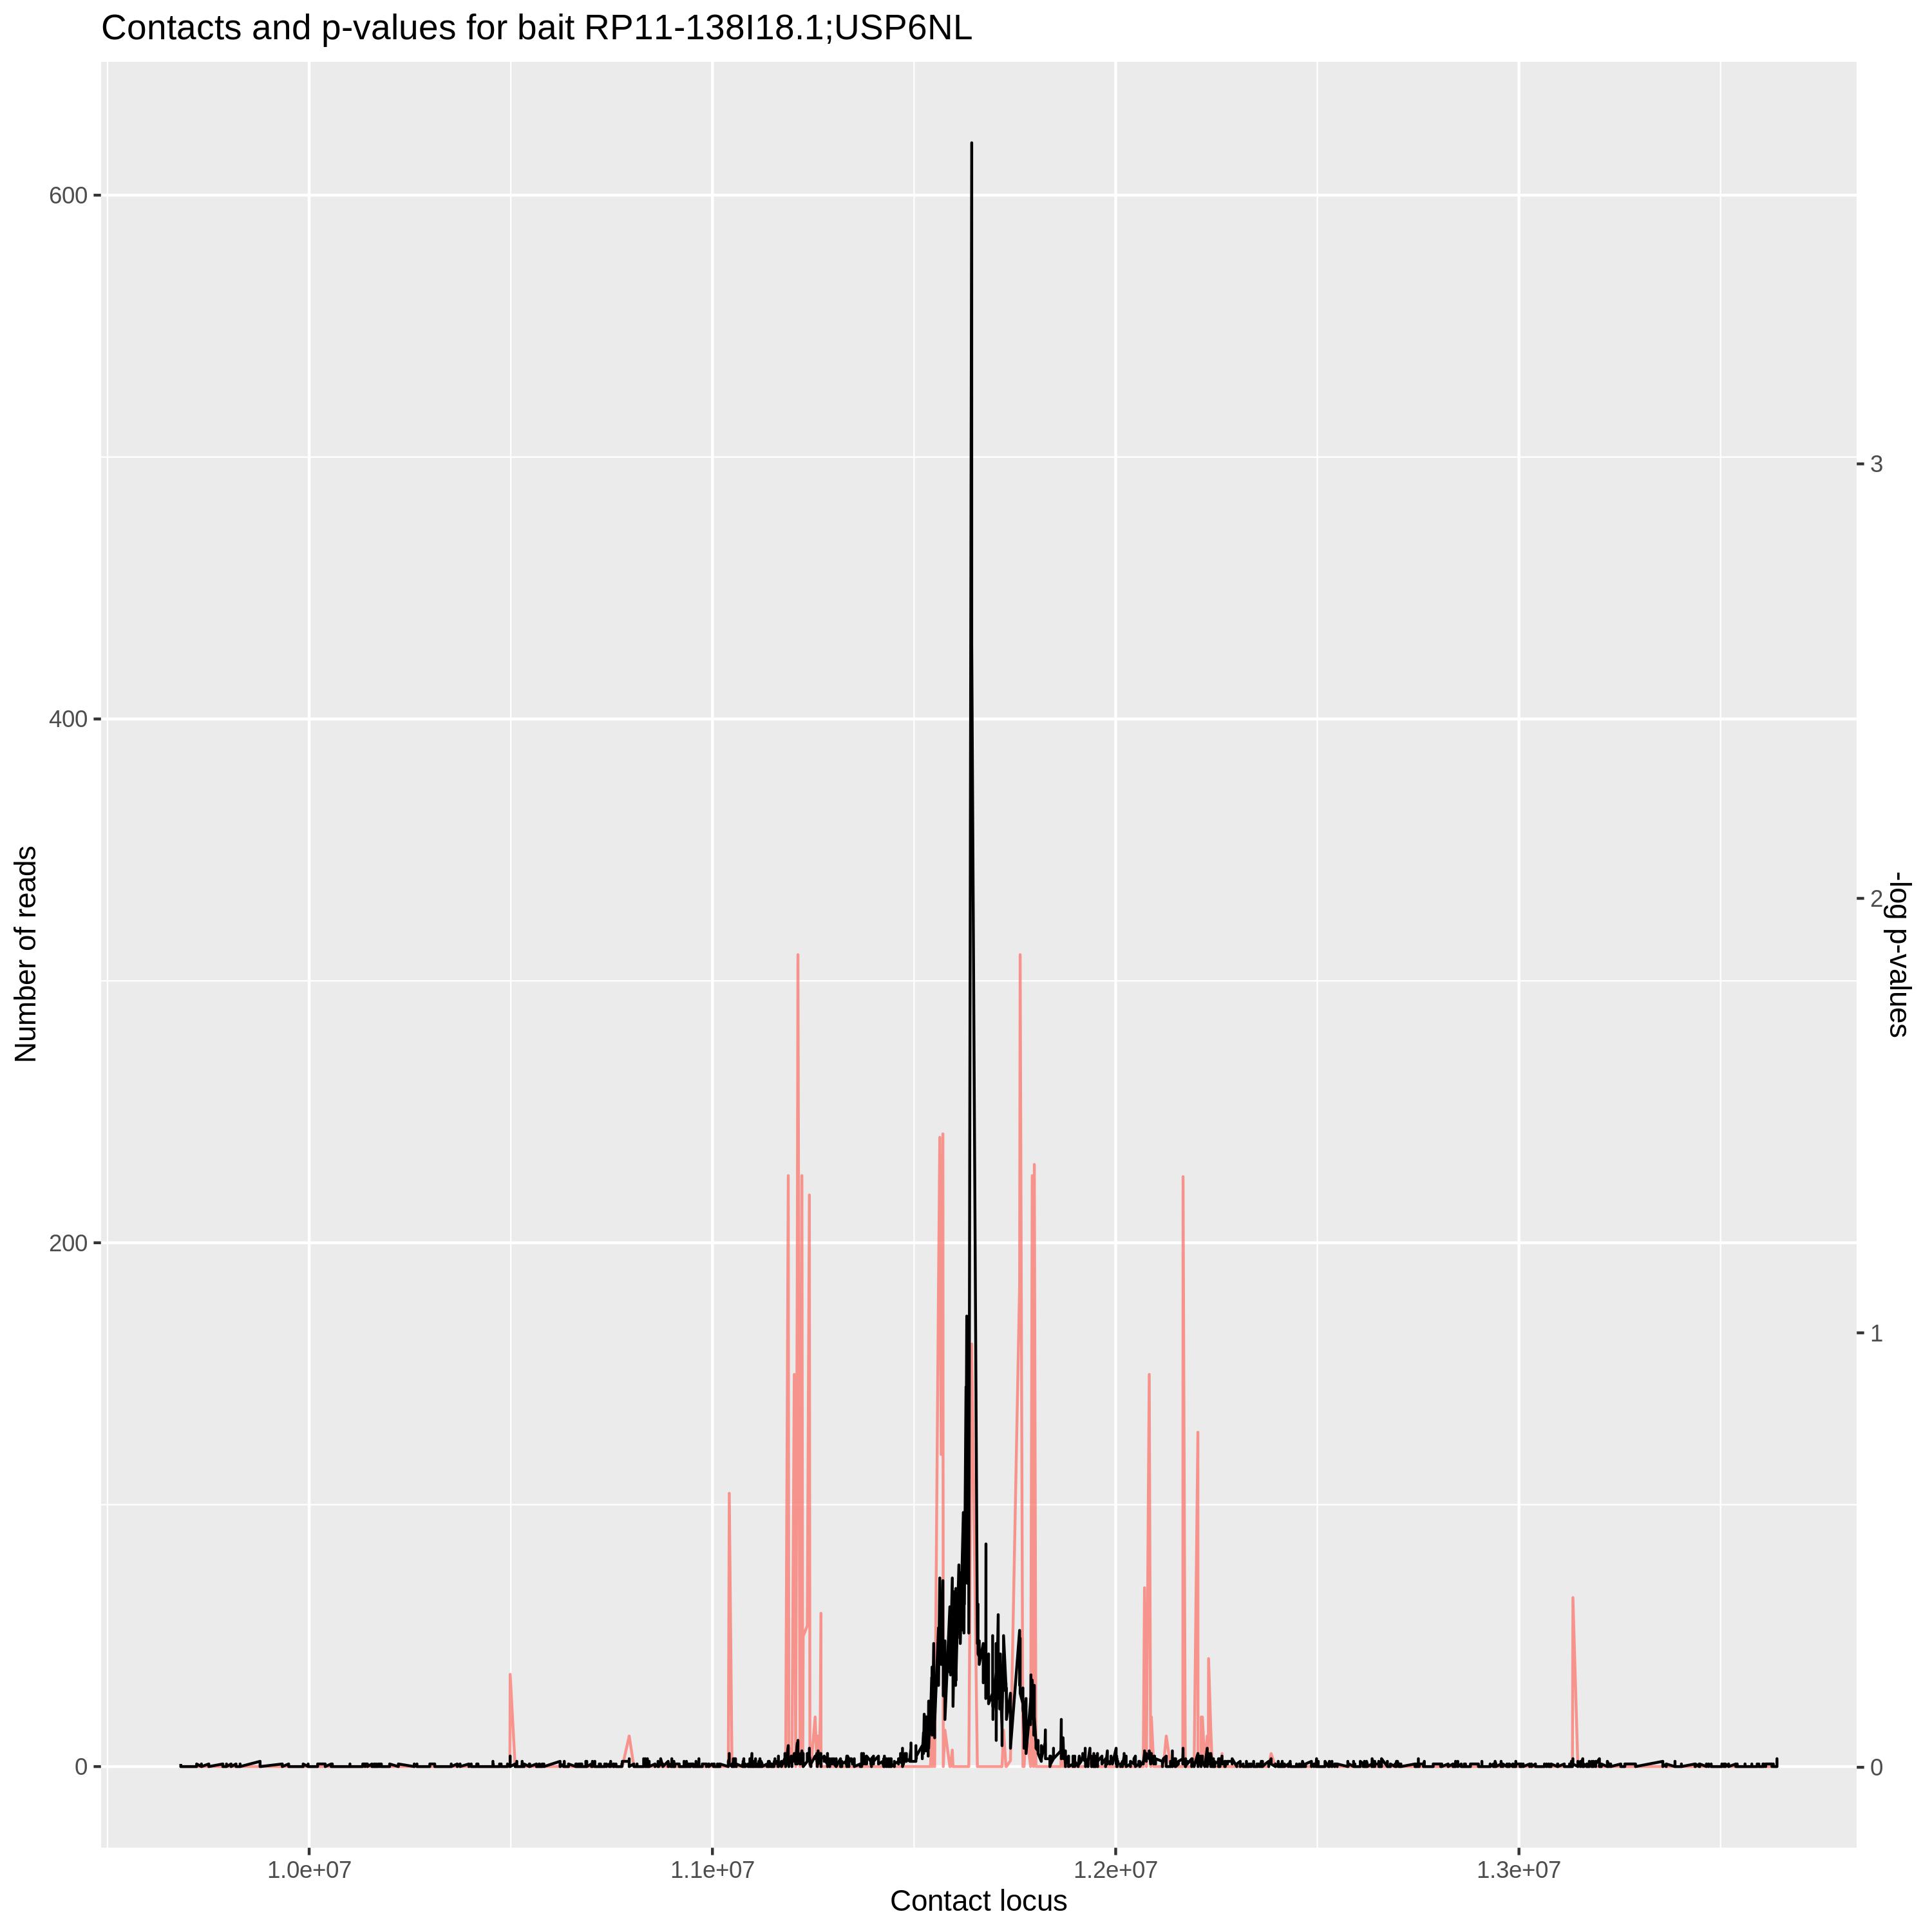 Contacts and p-values for bait RP11-138I18.1;USP6NL
600
400
200
0
Number of reads
3
2
1
0
-log p-values
1.0e+07
1.1e+07
1.2e+07
1.3e+07
Contact locus